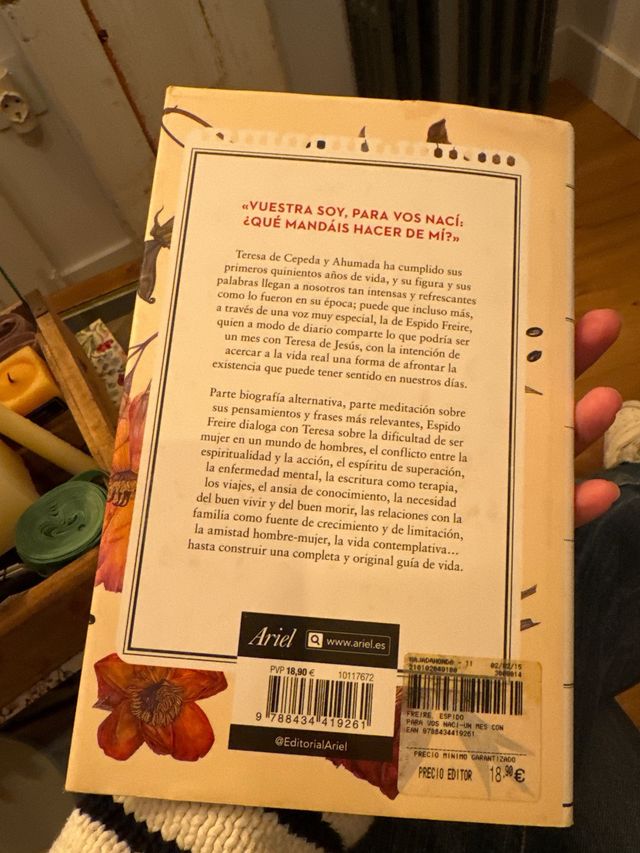 «VUESTRA SOY, PARA VOS NACÍ:
¿QUÉ MANDÁIS HACER DE MÍ?»
Teresa de Cepeda y Ahumada ha cumplido sus
primeros quinientos años de vida, y su figura y sus
palabras llegan a nosotros tan intensas y refrescantes
como lo fueron en su época; puede que incluso más,
a través de una voz muy especial, la de Espido Freire,
quien a modo de diario comparte lo que podría ser
un mes con Teresa de Jesús, con la intención de
acercar a la vida real una forma de afrontar la
existencia que puede tener sentido en nuestros días.
Parte biografía alternativa, parte meditación sobre
sus pensamientos y frases más relevantes, Espido
Freire dialoga con Teresa sobre la dificultad de ser
mujer en un mundo de hombres, el conflicto entre la
espiritualidad y la acción, el espíritu de superación,
la enfermedad mental, la escritura como terapia,
los viajes, el ansia de conocimiento, la necesidad
del buen vivir y del buen morir, las relaciones con la
familia como fuente de crecimiento y de limitación,
la amistad hombre-mujer, la vida contemplativa...
hasta construir una completa y original guía de vida.
Ariel www.ariel.es
PVP 18,90 € 10117672
9 788434 419261
@EditorialAriel
MAJADAHONDA - II 02/02/15
210102040100 3000014
FREIRE, ESPIDO
PARA VOS NACI-UN MES CON
EAN 9788434419261
PRECIO MINIMO GARANTIZADO
PRECIO EDITOR 18,90 €